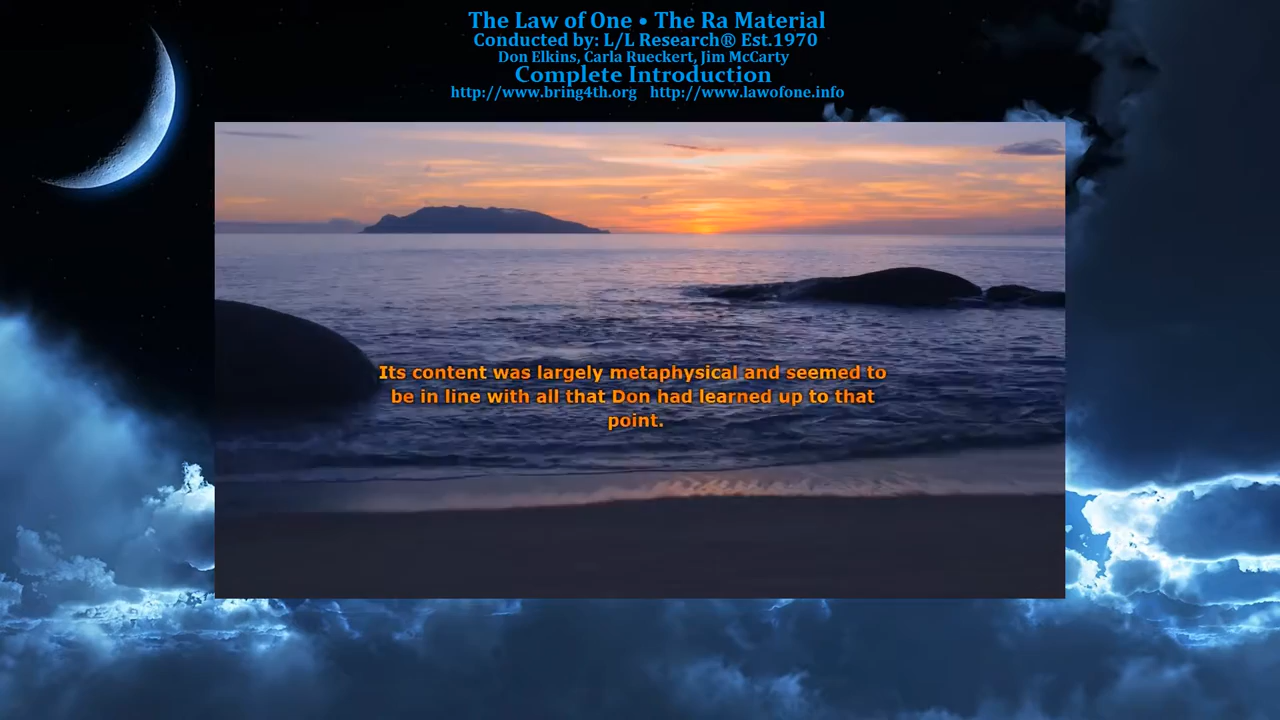 The Law of One • The Ra Material
Conducted by: L/L Research® Est.1970
Don Elkins, Carla Rueckert, Jim McCarty
Complete Introduction
http://www.bring4th.org http://www.lawofone.info
Its content was largely metaphysical and seemed to
be in line with all that Don had learned up to that
point.